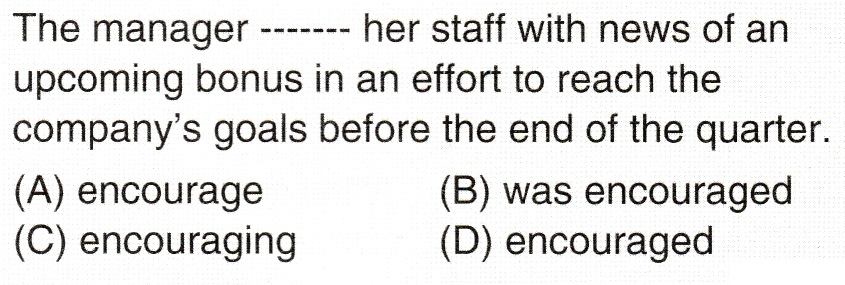 The manager ------- her staff with news of an
upcoming bonus in an effort to reach the
company's goals before the end of the quarter.
(A) encourage (B) was encouraged
(C) encouraging (D) encouraged